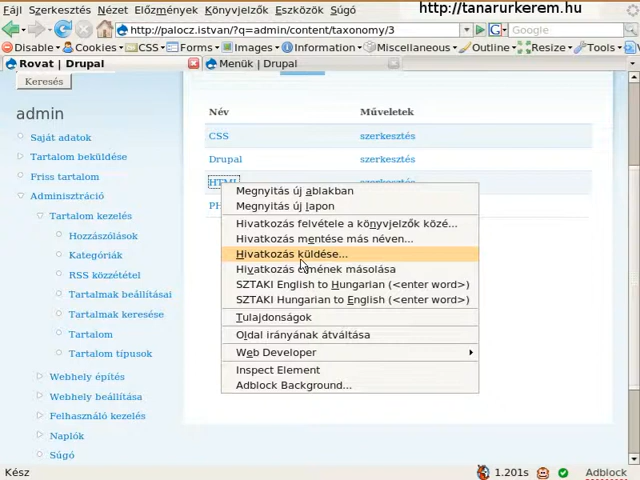 Fájl Szerkesztés Nézet Előzmények Könyvjelzők Eszközök Súgó
http://tanarurkerem.hu
http://palocz.istvan/?q=admin/content/taxonomy/3
Google
Disable Cookies CSS Forms Images Information Miscellaneous Outline Resize Tools
Rovat | Drupal
Menük | Drupal
Keresés
admin
Saját adatok
Tartalom beküldése
Friss tartalom
Adminisztráció
Tartalom kezelés
Hozzászólások
Kategóriák
RSS közzététel
Tartalmak beállításai
Tartalmak keresése
Tartalom
Tartalom típusok
Webhely építés
Webhely beállítása
Felhasználó kezelés
Naplók
Súgó
Név Műveletek
CSS szerkesztés
Drupal szerkesztés
HTML szerkesztés
Megnyitás új ablakban
Megnyitás új lapon
Hivatkozás felvétele a könyvjelzők közé...
Hivatkozás mentése más néven...
Hivatkozás küldése...
Hivatkozás címének másolása
SZTAKI English to Hungarian (<enter word>)
SZTAKI Hungarian to English (<enter word>)
Tulajdonságok
Oldal irányának átváltása
Web Developer
Inspect Element
Adblock Background...
Kész
1.201s
Adblock